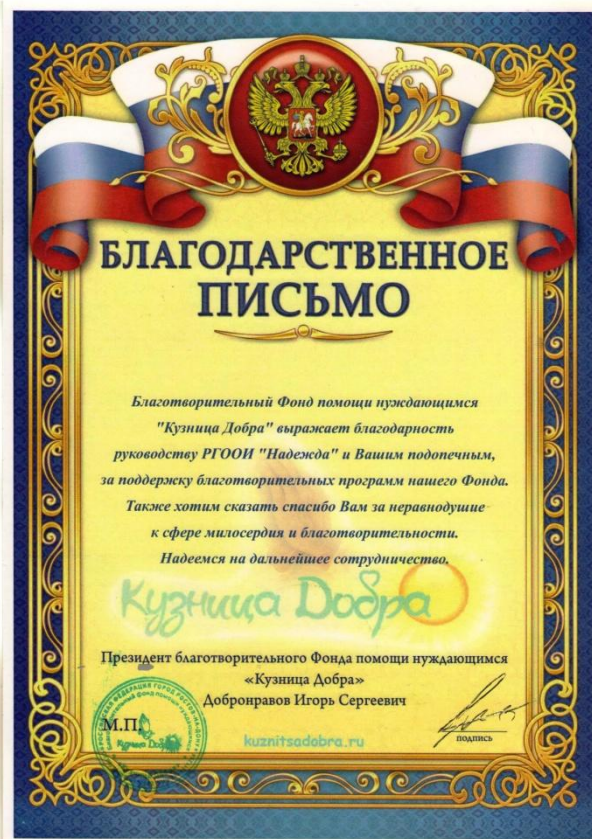 БЛАГОДАРСТВЕННОЕ
ПИСЬМО
Благотворительный Фонд помощи нуждающимся
"Кузница Добра" выражает благодарность
руководству РГООИ "Надежда" и Вашим подопечным,
за поддержку благотворительных программ нашего Фонда.
Также хотим сказать спасибо Вам за неравнодушие
к сфере милосердия и благотворительности.
Надеемся на дальнейшее сотрудничество.
Кузница Добра
Президент благотворительного Фонда помощи нуждающимся
«Кузница Добра»
Добронравов Игорь Сергеевич
М.П.
Кузница Добра
kuznitsadobra.ru
подпись